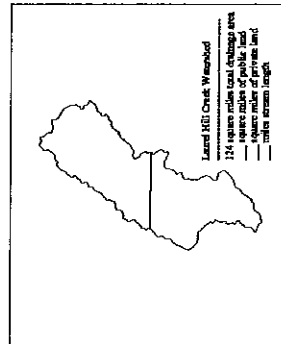 Laurel Hill Creek Watershed
124 square miles total drainage area
— square miles of public land
— square miles of private land
— miles stream length